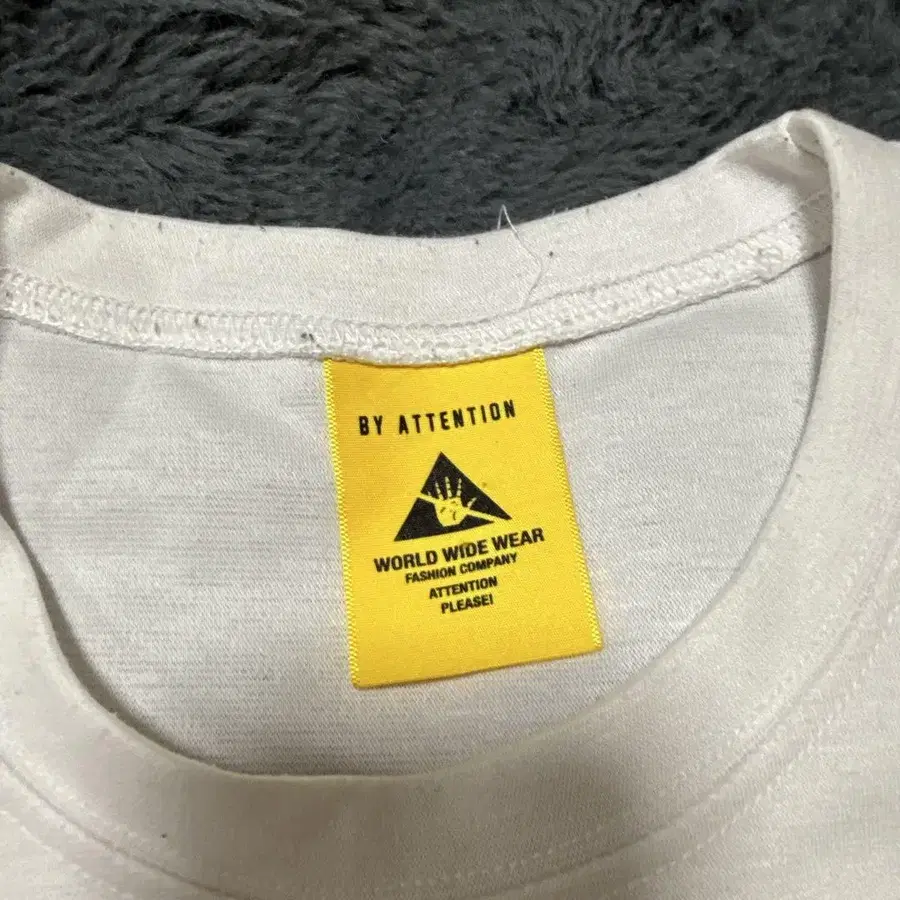 BY ATTENTION
WORLD WIDE WEAR
FASHION COMPANY
ATTENTION
PLEASE!